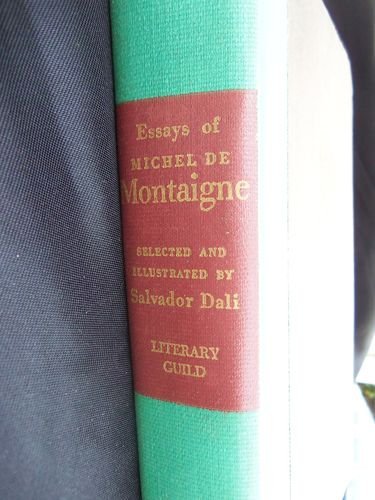 Essays of
MICHEL DE
Montaigne
SELECTED AND
ILLUSTRATED BY
Salvador Dali
LITERARY
GUILD